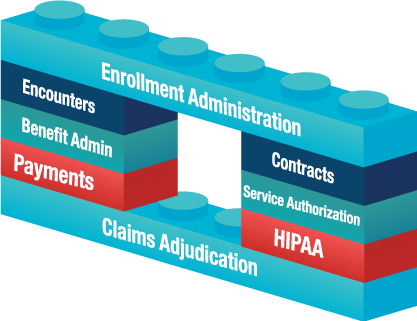 Enrollment Administration
Encounters
Benefit Admin
Payments
Contracts
Service Authorization
HIPAA
Claims Adjudication